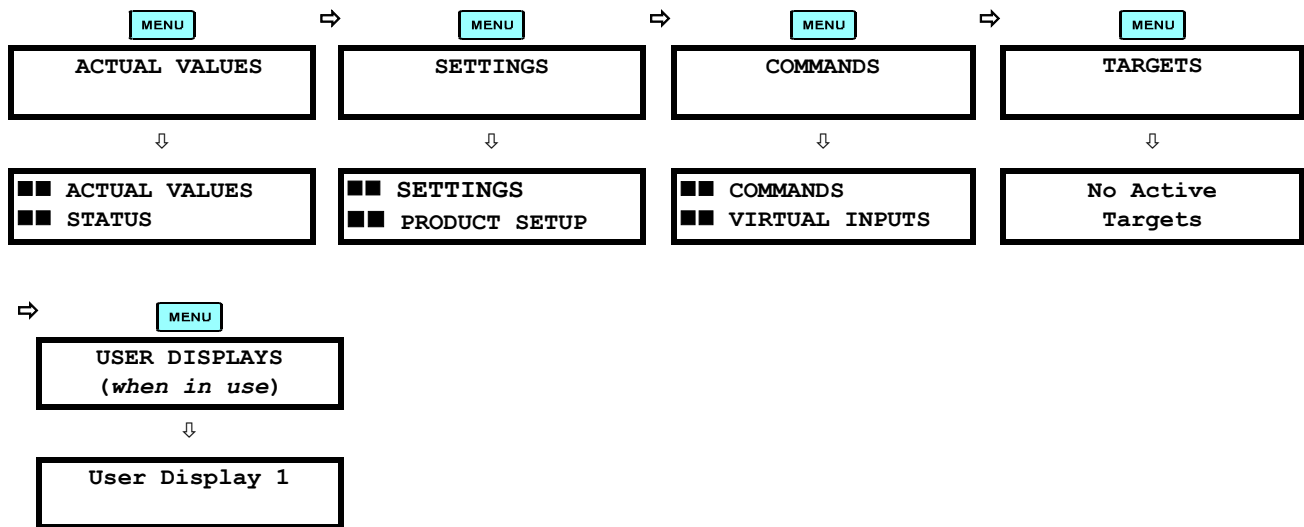 MENU
MENU
MENU
MENU
ACTUAL VALUES
SETTINGS
COMMANDS
TARGETS
ACTUAL VALUES
STATUS
SETTINGS
PRODUCT SETUP
COMMANDS
VIRTUAL INPUTS
No Active
Targets
MENU
USER DISPLAYS
(when in use)
User Display 1